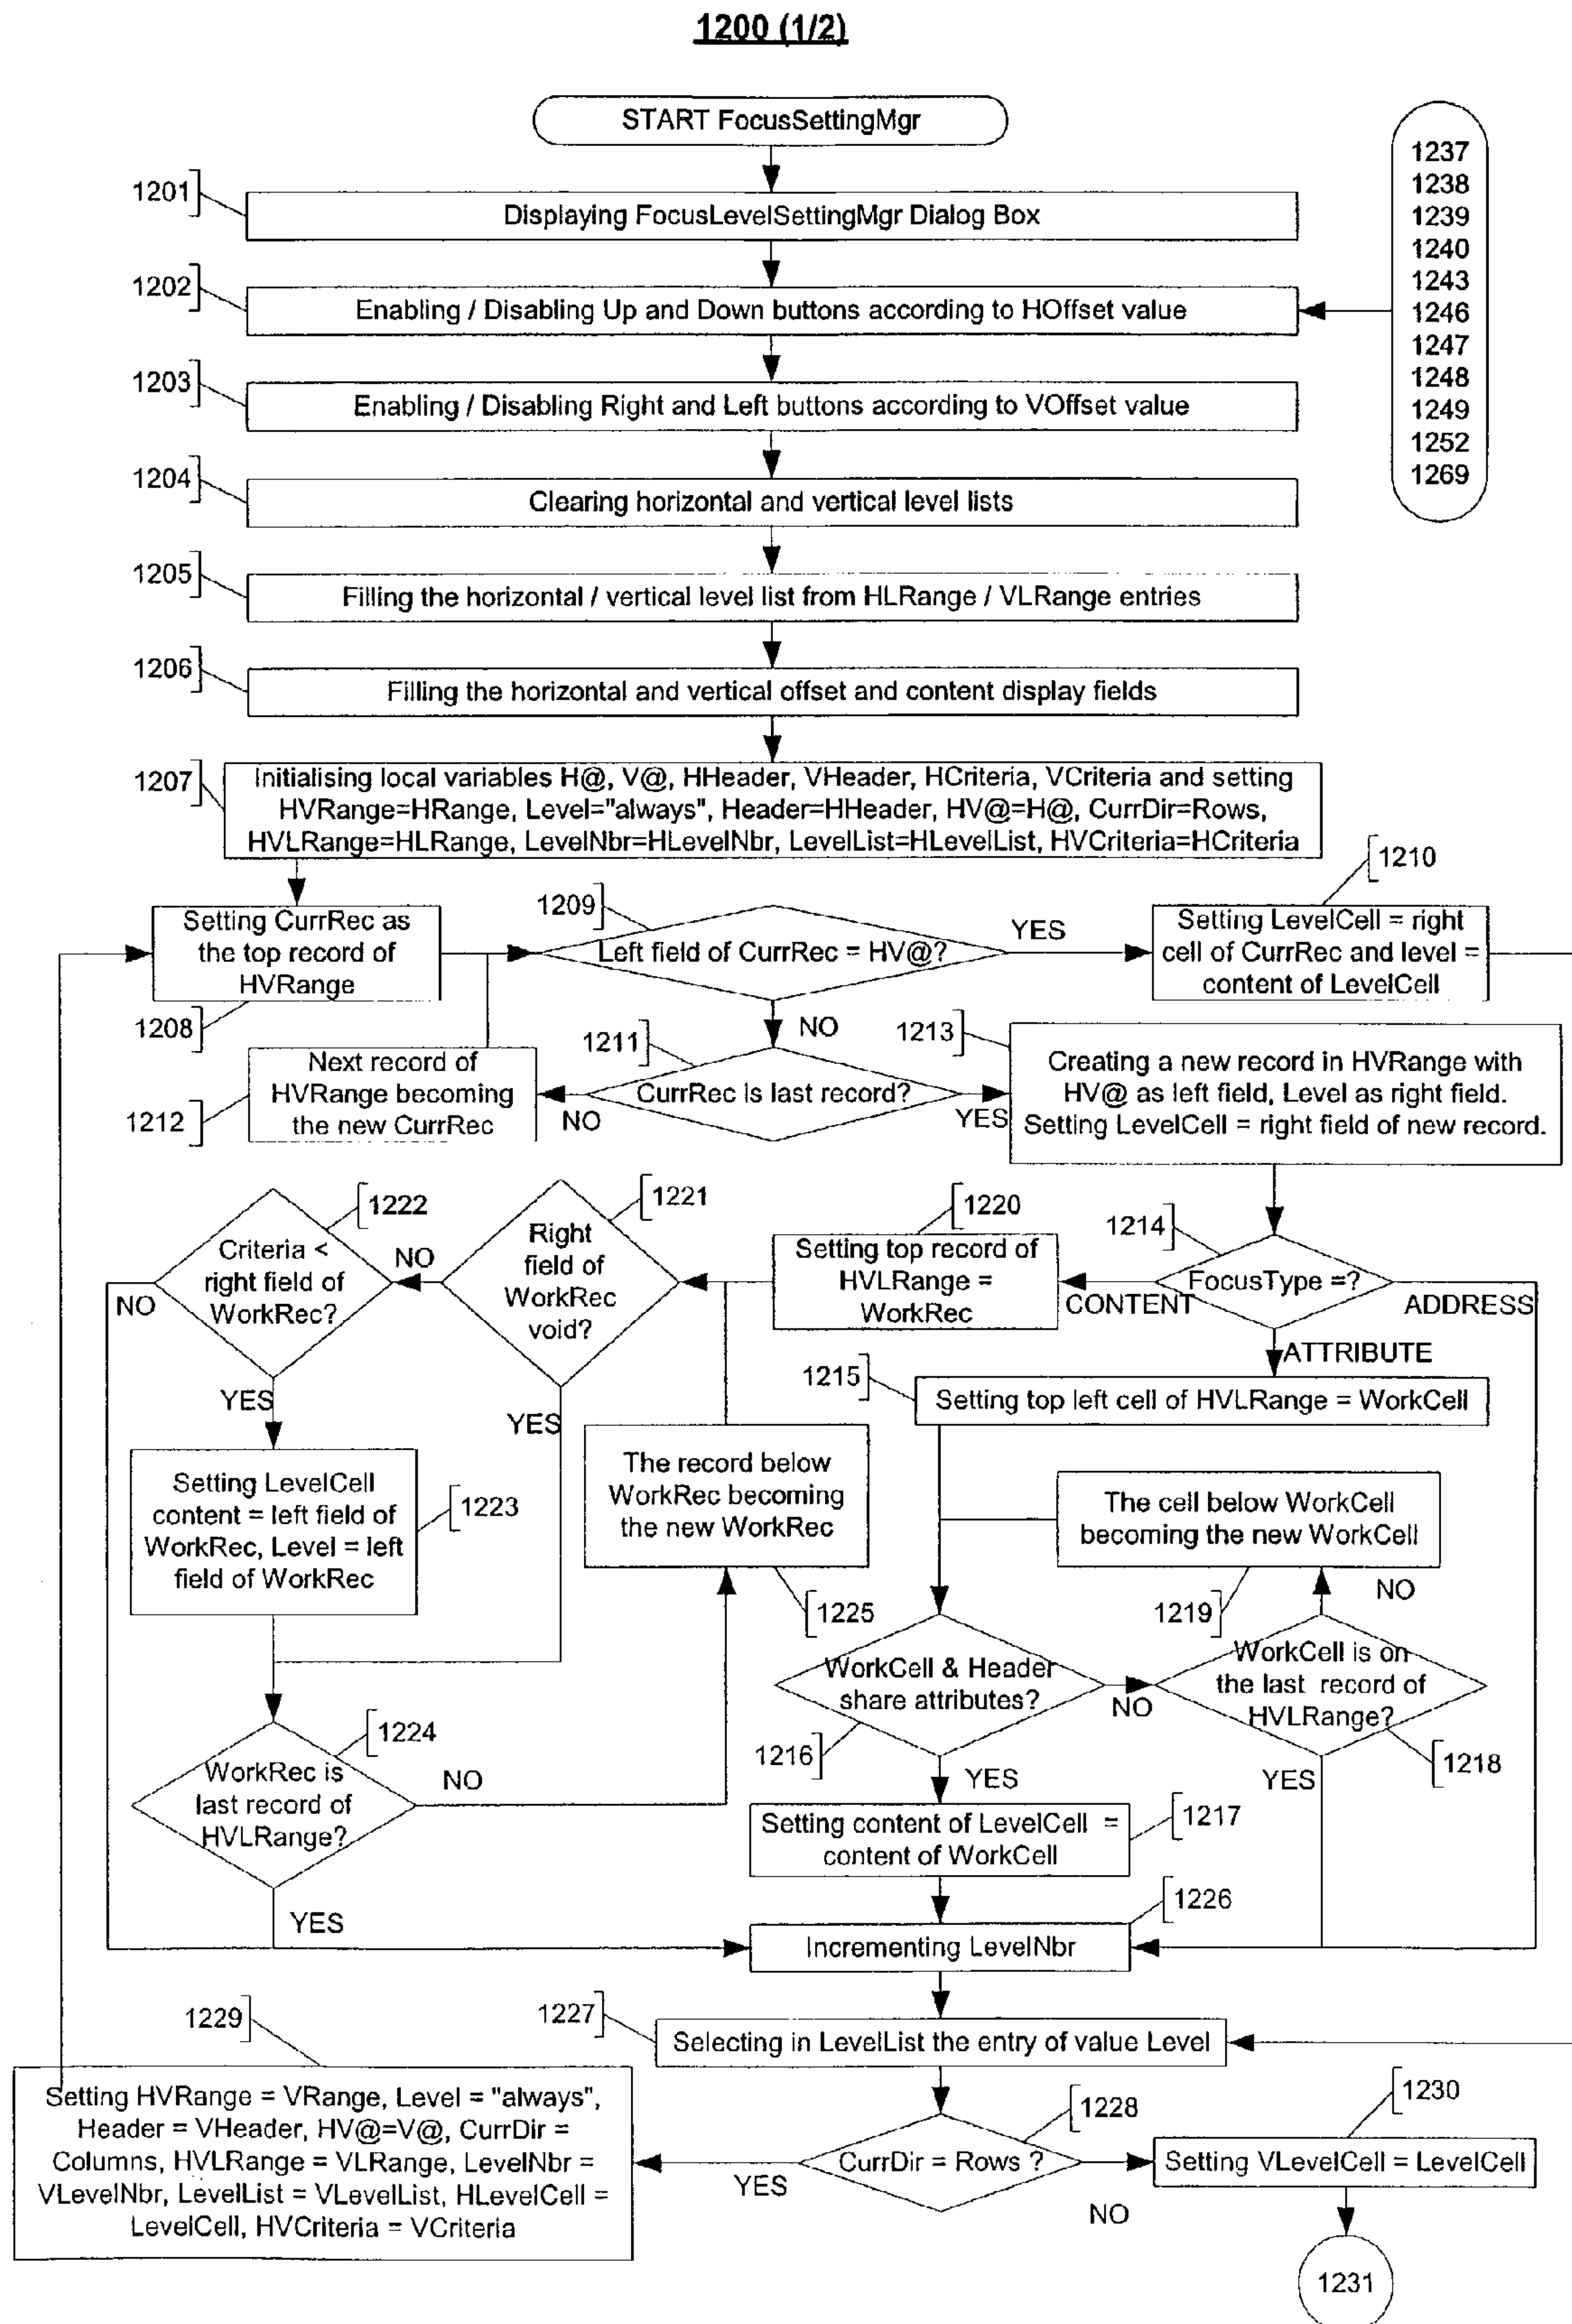 1200 (1/2)
START FocusSettingMgr
1237
1238
1239
1240
1243
1246
1247
1248
1249
1252
1269
1201
Displaying FocusLevelSettingMgr Dialog Box
1202
Enabling / Disabling Up and Down buttons according to HOffset value
1203
Enabling / Disabling Right and Left buttons according to VOffset value
1204
Clearing horizontal and vertical level lists
1205
Filling the horizontal / vertical level list from HLRange / VLRange entries
1206
Filling the horizontal and vertical offset and content display fields
1207
Initialising local variables H@, V@, HHeader, VHeader, HCriteria, VCriteria and setting
HVRange=HRange, Level="always", Header=HHeader, HV@=H@, CurrDir=Rows,
HVLRange=HLRange, LevelNbr=HLevelNbr, LevelList=HLevelList, HVCriteria=HCriteria
Setting CurrRec as
the top record of
HVRange
1208
1209
Left field of CurrRec = HV@?
YES
NO
1210
Setting LevelCell = right
cell of CurrRec and level =
content of LevelCell
1211
CurrRec is last record?
NO
YES
Next record of
HVRange becoming
the new CurrRec
1212
1213
Creating a new record in HVRange with
HV@ as left field, Level as right field.
Setting LevelCell = right field of new record.
1214
FocusType =?
CONTENT
ADDRESS
ATTRIBUTE
1220
Setting top record of
HVLRange =
WorkRec
1221
Right
field of
WorkRec
void?
NO
YES
1222
Criteria <
right field of
WorkRec?
NO
YES
1215
Setting top left cell of HVLRange = WorkCell
Setting LevelCell
content = left field of
WorkRec, Level = left
field of WorkRec
1223
The record below
WorkRec becoming
the new WorkRec
1225
The cell below WorkCell
becoming the new WorkCell
1219
NO
WorkCell & Header
share attributes?
1216
NO
YES
WorkCell is on
the last record of
HVLRange?
1218
YES
1224
WorkRec is
last record of
HVLRange?
NO
YES
Setting content of LevelCell =
content of WorkCell
1217
1226
Incrementing LevelNbr
1227
Selecting in LevelList the entry of value Level
1228
CurrDir = Rows ?
YES
NO
1229
Setting HVRange = VRange, Level = "always",
Header = VHeader, HV@=V@, CurrDir =
Columns, HVLRange = VLRange, LevelNbr =
VLevelNbr, LevelList = VLevelList, HLevelCell =
LevelCell, HVCriteria = VCriteria
1230
Setting VLevelCell = LevelCell
1231